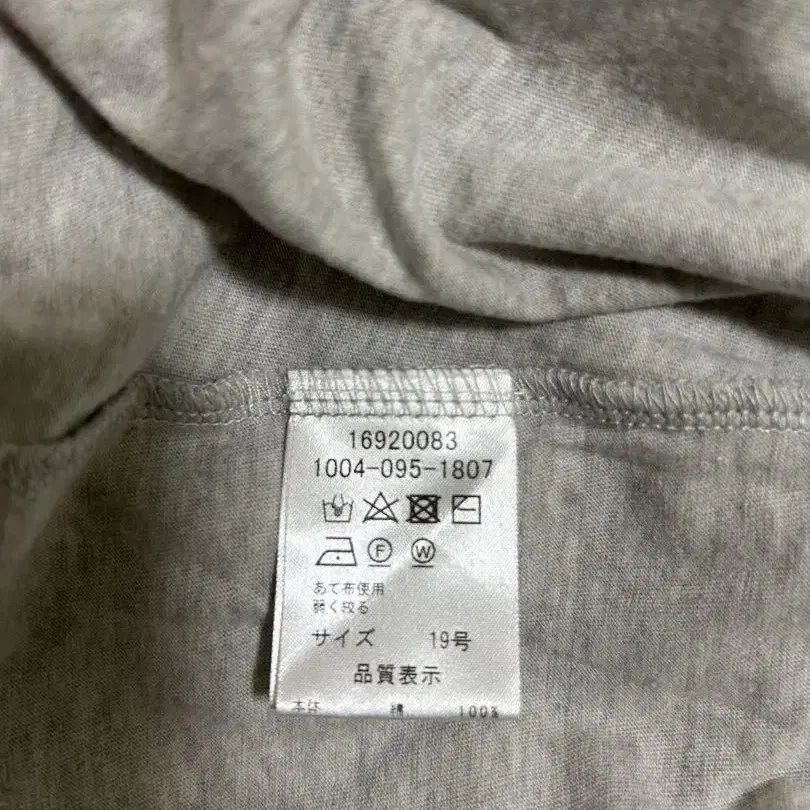 16920083
1004-095-1807
F W
あて布使用
弱く絞る
サイズ 19号
品質表示
本体 綿 100%